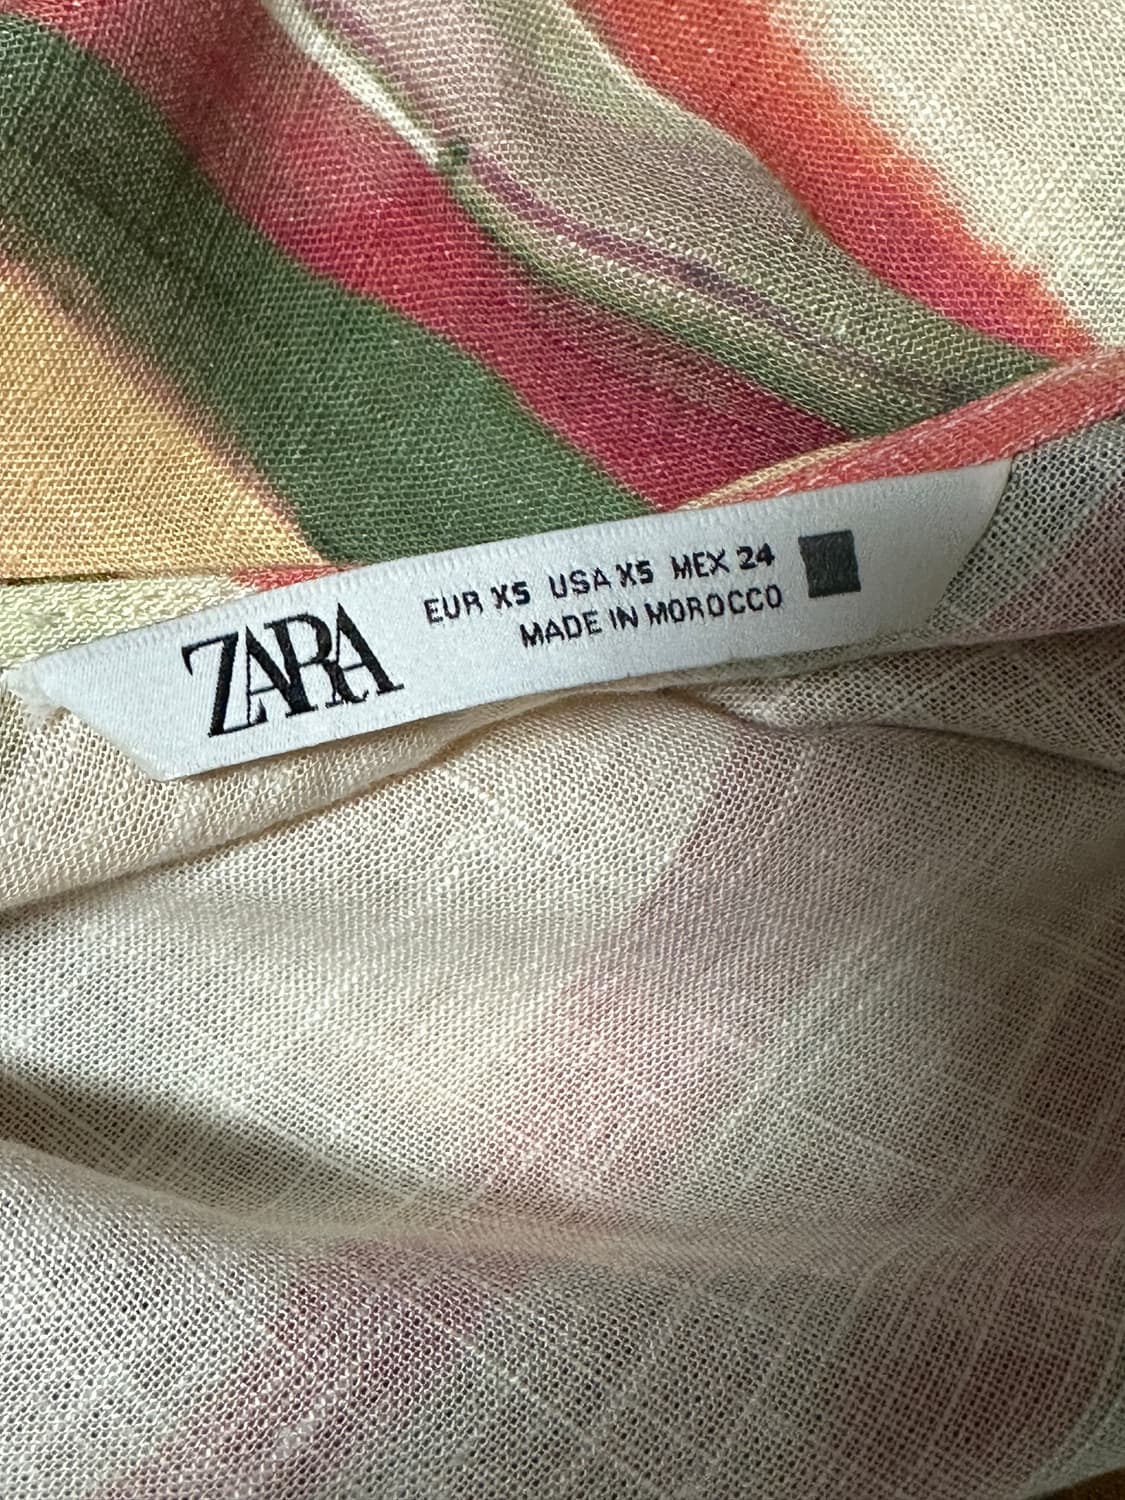 ZARA
EUR XS USA XS MEX 24
MADE IN MOROCCO